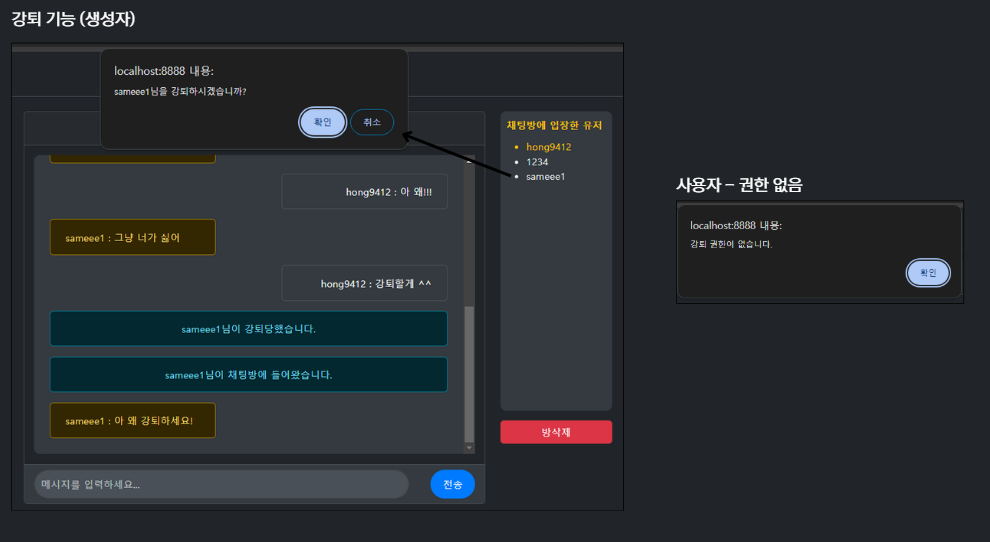 강퇴 기능 (생성자)
localhost:8888 내용:
sameee1님을 강퇴하시겠습니까?
확인
취소
hong9412 : 아 왜!!!
sameee1 : 그냥 너가 싫어
hong9412 : 강퇴할게 ^^
sameee1님이 강퇴당했습니다.
sameee1님이 채팅방에 들어왔습니다.
sameee1 : 아 왜 강퇴하세요!
메시지를 입력하세요...
전송
채팅방에 입장한 유저
hong9412
1234
sameee1
방삭제
사용자 – 권한 없음
localhost:8888 내용:
강퇴 권한이 없습니다.
확인